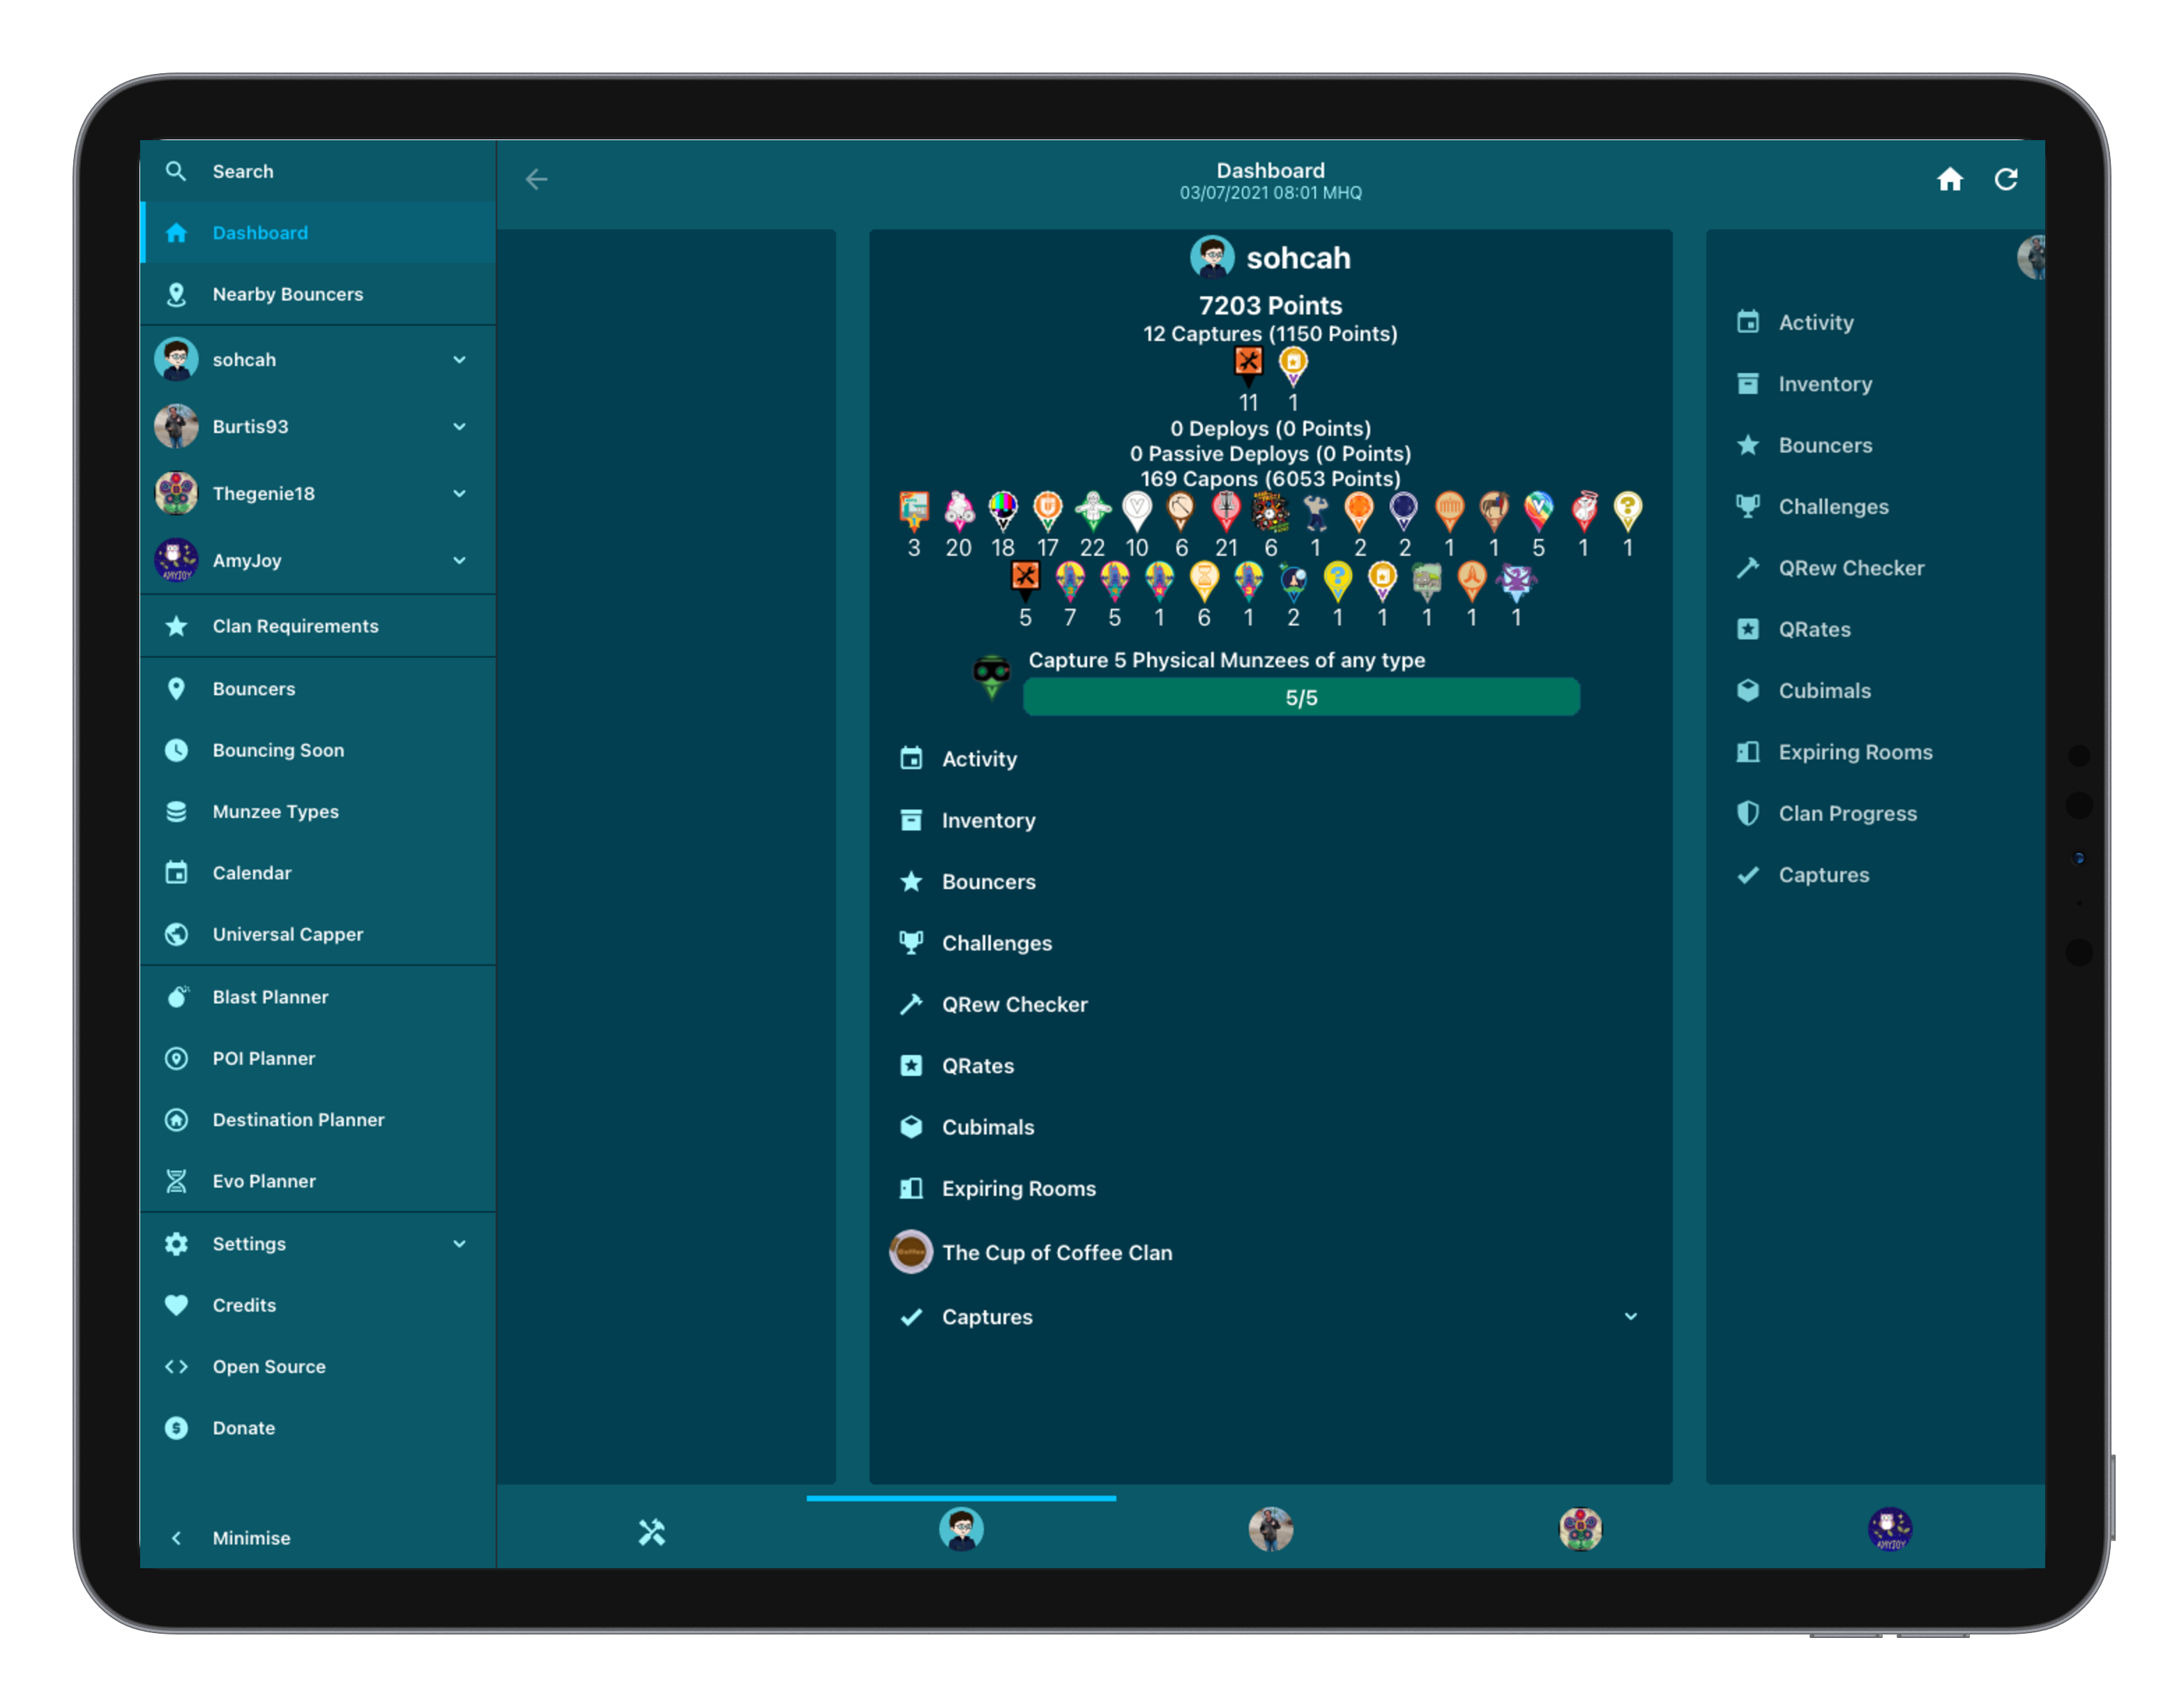 Search
Dashboard
Nearby Bouncers
sohcah
Burtis93
Thegenie18
AmyJoy
Clan Requirements
Bouncers
Bouncing Soon
Munzee Types
Calendar
Universal Capper
Blast Planner
POI Planner
Destination Planner
Evo Planner
Settings
Credits
Open Source
Donate
Minimise
Dashboard
03/07/2021 08:01 MHQ
sohcah
7203 Points
12 Captures (1150 Points)
11 1
0 Deploys (0 Points)
0 Passive Deploys (0 Points)
169 Capons (6053 Points)
3 20 18 17 22 10 6 21 6 1 2 2 1 1 5 1 1
5 7 5 1 6 1 2 1 1 1 1 1
Capture 5 Physical Munzees of any type
5/5
Activity
Inventory
Bouncers
Challenges
QRew Checker
QRates
Cubimals
Expiring Rooms
The Cup of Coffee Clan
Captures
Activity
Inventory
Bouncers
Challenges
QRew Checker
QRates
Cubimals
Expiring Rooms
Clan Progress
Captures